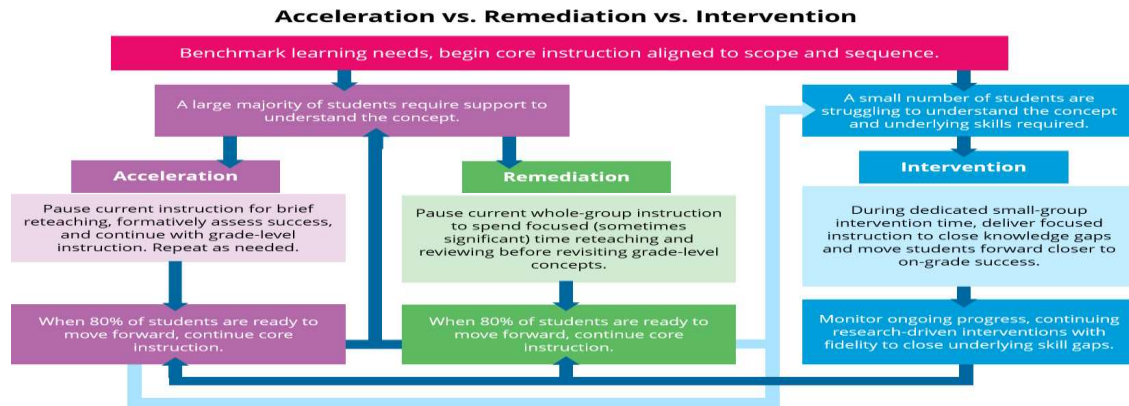 Acceleration vs. Remediation vs. Intervention
Benchmark learning needs, begin core instruction aligned to scope and sequence.
A large majority of students require support to
understand the concept.
A small number of students are
struggling to understand the concept
and underlying skills required.
Acceleration
Remediation
Intervention
Pause current instruction for brief
reteaching, formatively assess success,
and continue with grade-level
instruction. Repeat as needed.
Pause current whole-group instruction
to spend focused (sometimes
significant) time reteaching and
reviewing before revisiting grade-level
concepts.
During dedicated small-group
intervention time, deliver focused
instruction to close knowledge gaps
and move students forward closer to
on-grade success.
When 80% of students are ready to
move forward, continue core
instruction.
When 80% of students are ready to
move forward, continue core
instruction.
Monitor ongoing progress, continuing
research-driven interventions with
fidelity to close underlying skill gaps.